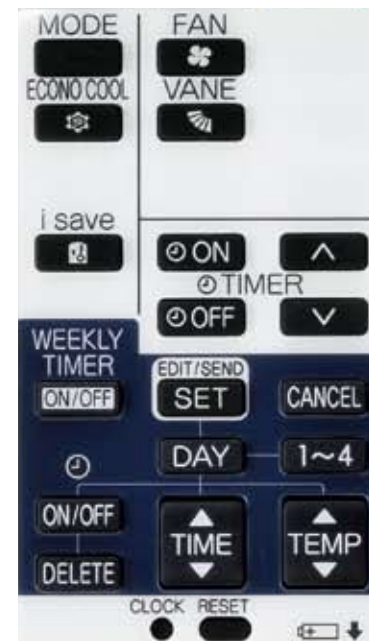 MODE FAN
ECONO COOL VANE
i save
ON
TIMER
OFF
WEEKLY
TIMER
EDIT/SEND
ON/OFF SET CANCEL
DAY 1~4
ON/OFF
TIME TEMP
DELETE
CLOCK RESET